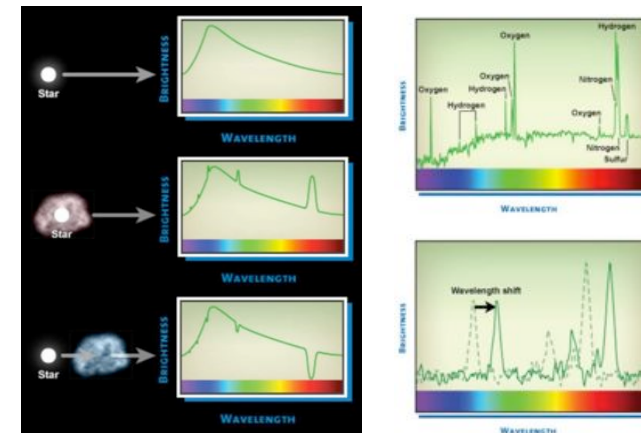 BRIGHTNESS
Star
WAVELENGTH
BRIGHTNESS
Star
WAVELENGTH
BRIGHTNESS
Star
WAVELENGTH
BRIGHTNESS
Hydrogen
Oxygen
Oxygen
Nitrogen
Oxygen
Hydrogen
Hydrogen
Oxygen
Nitrogen
Sulfur
WAVELENGTH
BRIGHTNESS
Wavelength shift
WAVELENGTH